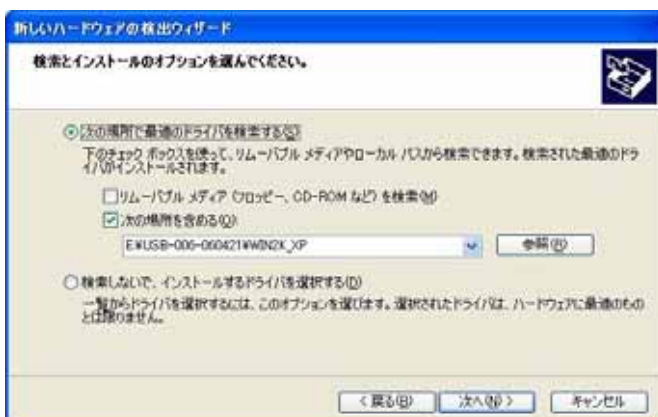 新しいハードウェアの検出ウィザード
検索とインストールのオプションを選んでください。
次の場所で最適のドライバを検索する(S)
下のチェック ボックスを使って、リムーバブル メディアやローカル パスから検索できます。検索された最適のドラ
イバがインストールされます。
リムーバブル メディア (フロッピー、CD-ROM など) を検索(M)
次の場所を含める(O)
E:¥USB-006-060421¥WIN2K_XP
参照(R)
検索しないで、インストールするドライバを選択する(D)
一覧からドライバを選択するには、このオプションを選びます。選択されたドライバは、ハードウェアに最適のもの
とは限りません。
< 戻る(B)
次へ(N) >
キャンセル